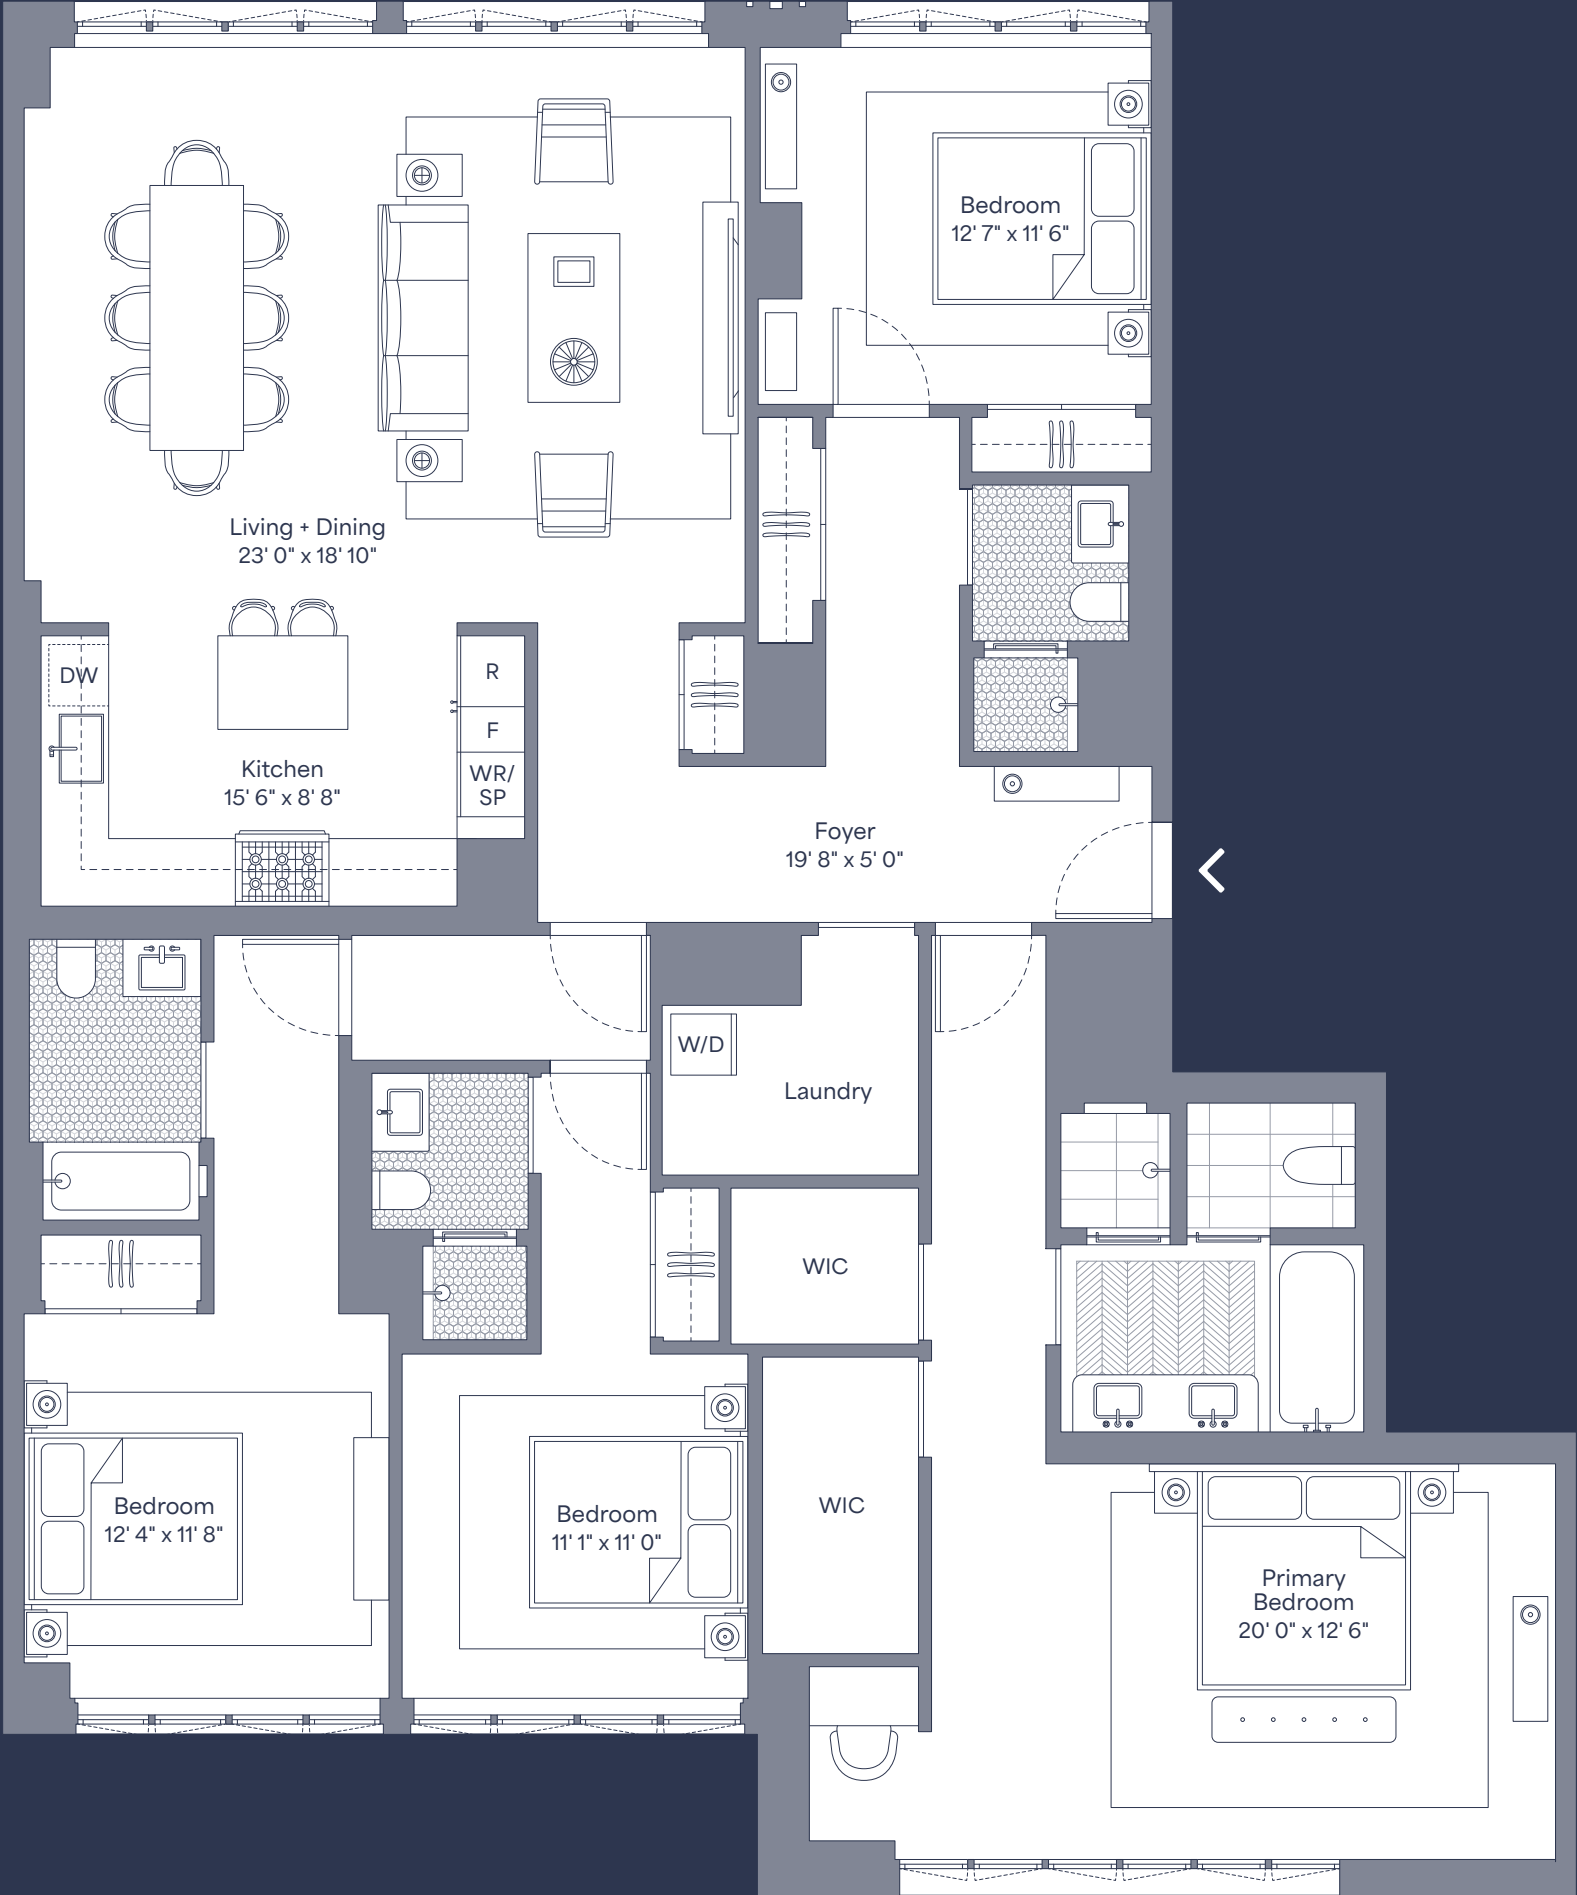 Bedroom
12' 7" x 11' 6"
Living + Dining
23' 0" x 18' 10"
DW
R
F
WR/
SP
Kitchen
15' 6" x 8' 8"
Foyer
19' 8" x 5' 0"
W/D
Laundry
WIC
WIC
Bedroom
12' 4" x 11' 8"
Bedroom
11' 1" x 11' 0"
Primary
Bedroom
20' 0" x 12' 6"